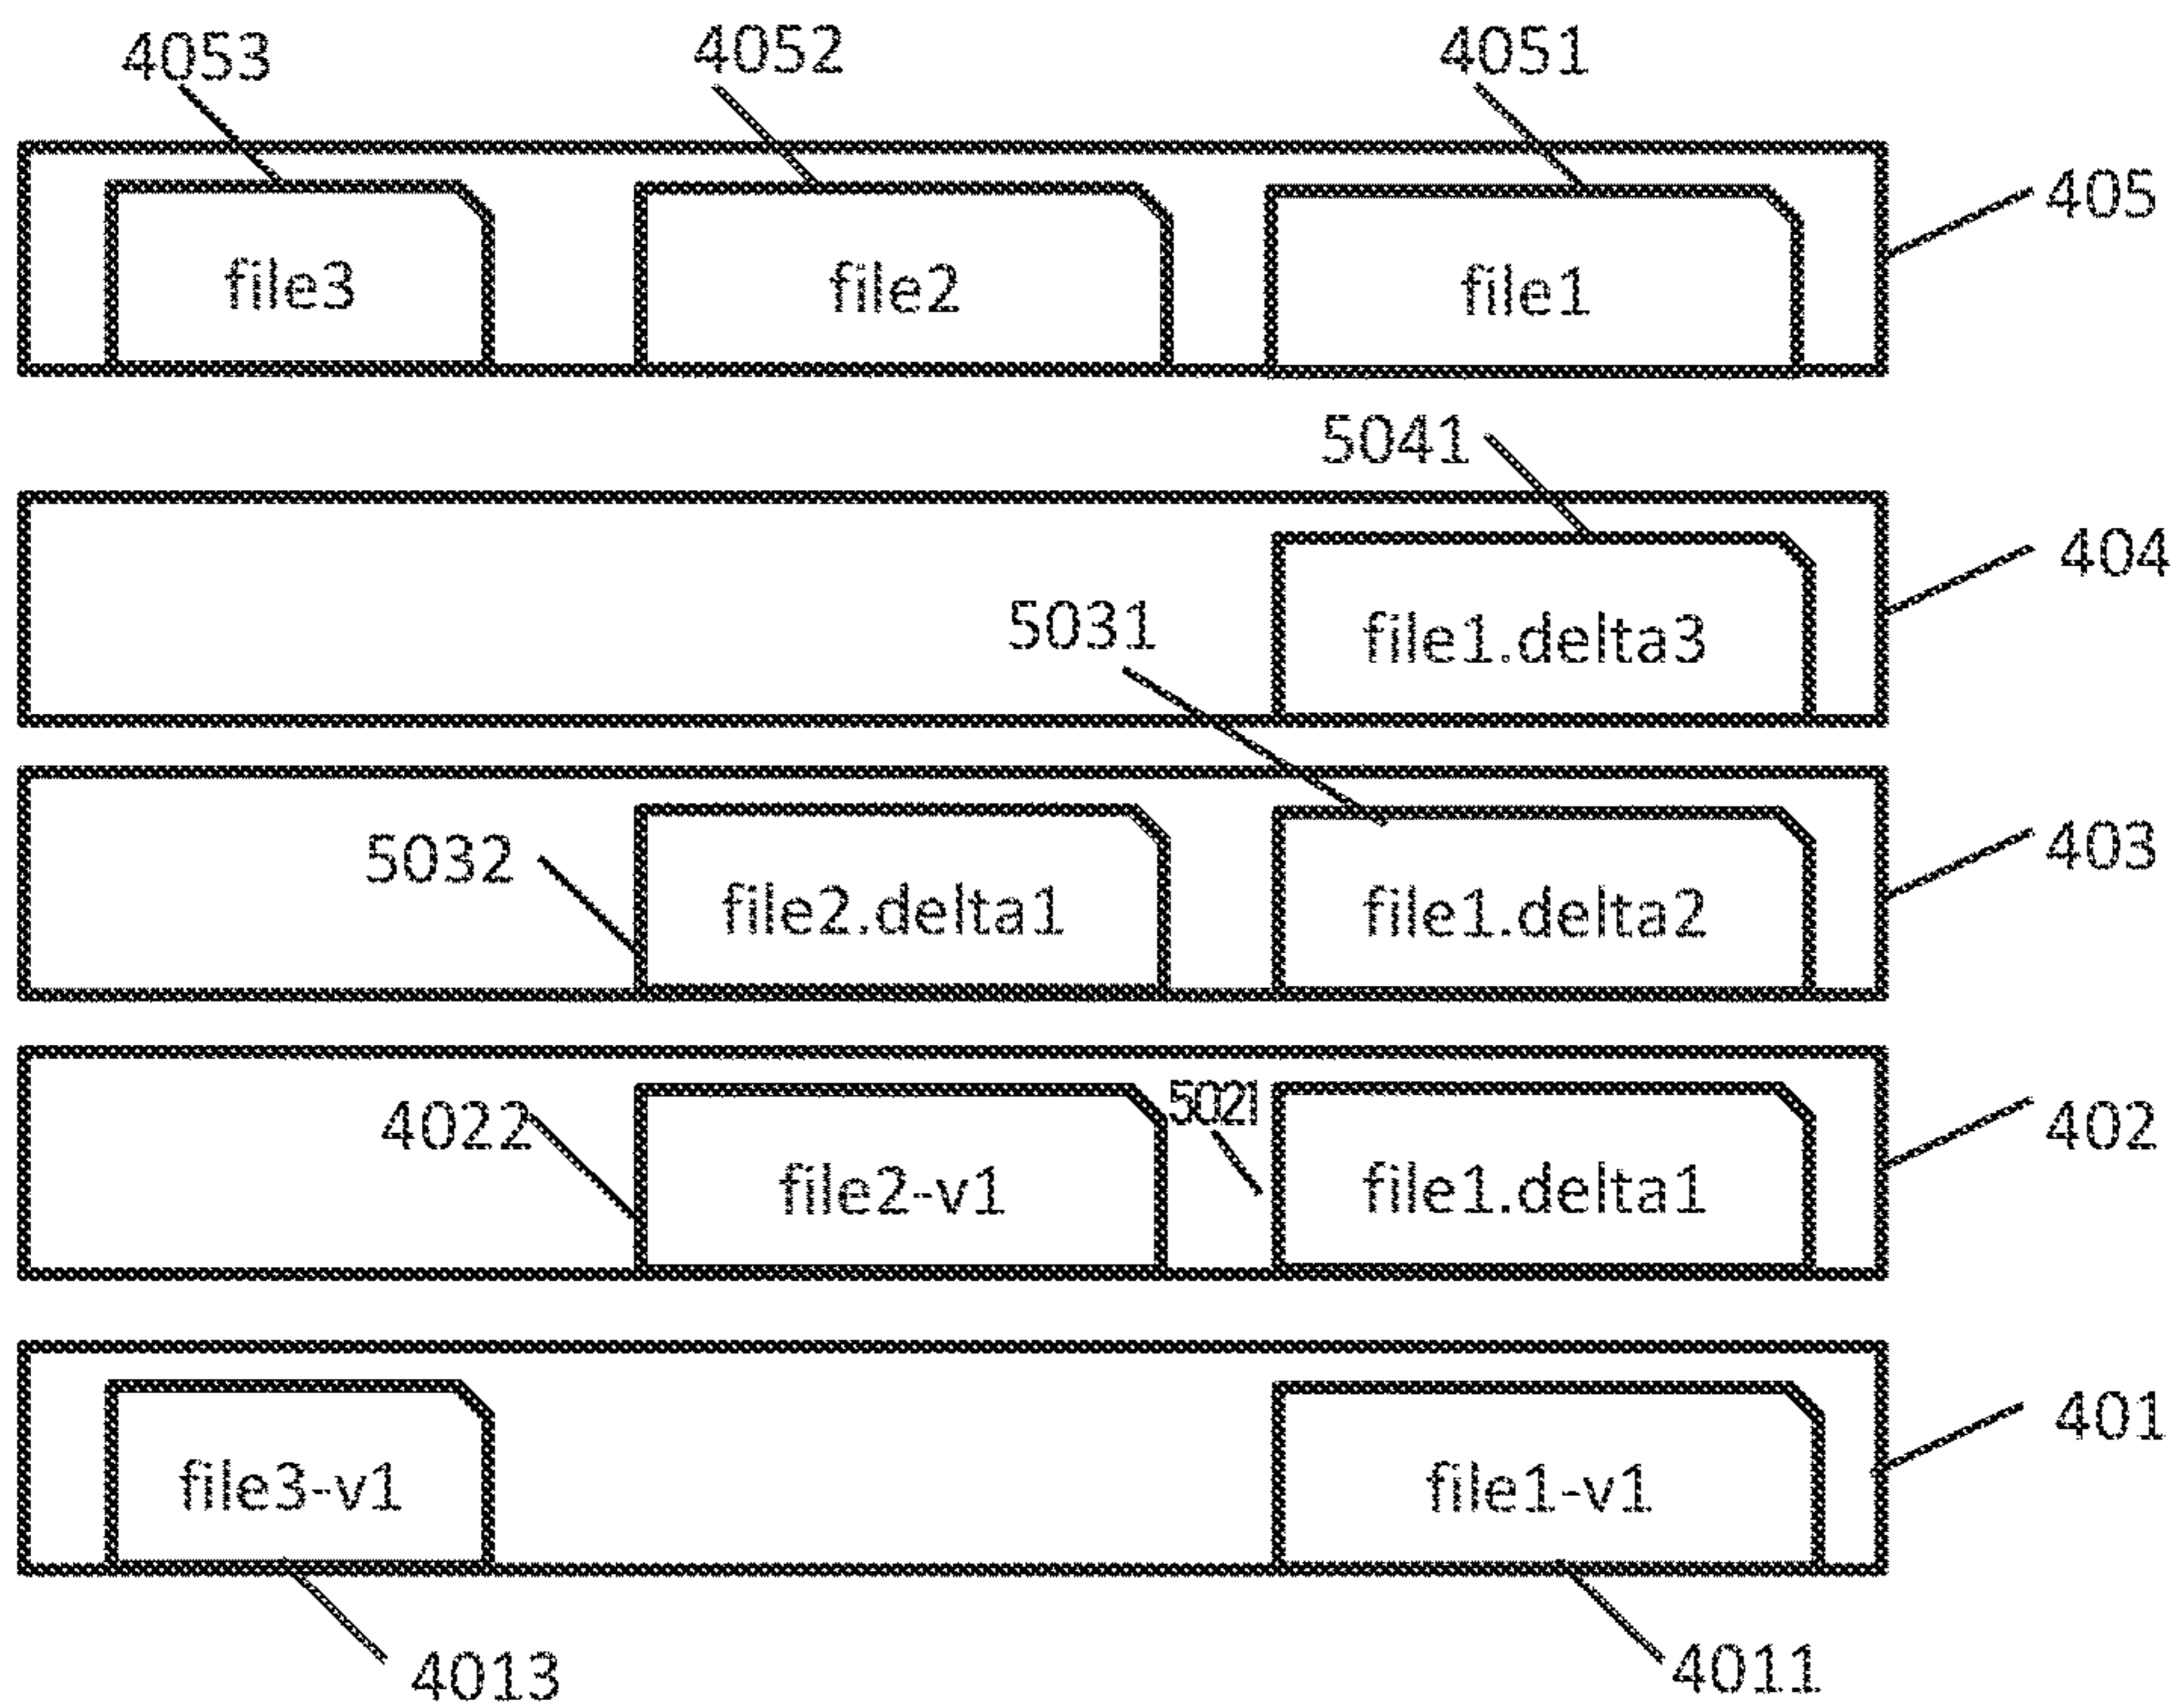 4053 4052 4051
405
file3 file2 file1
5041
404
5031
file1.delta3
5032
403
file2.delta1 file1.delta2
4022 5021
402
file2-v1 file1.delta1
401
file3-v1 file1-v1
4013 4011